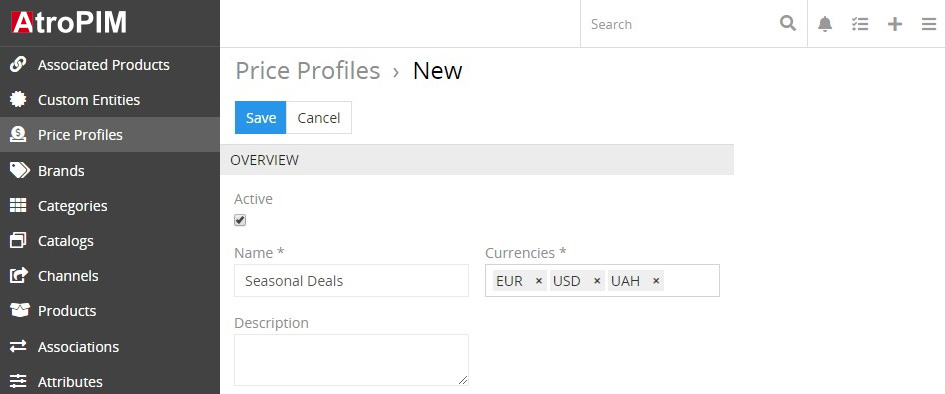 AtroPIM
Search
Associated Products
Custom Entities
Price Profiles
Brands
Categories
Catalogs
Channels
Products
Associations
Attributes
Price Profiles › New
Save Cancel
OVERVIEW
Active
Name * Currencies *
Seasonal Deals EUR × USD × UAH ×
Description